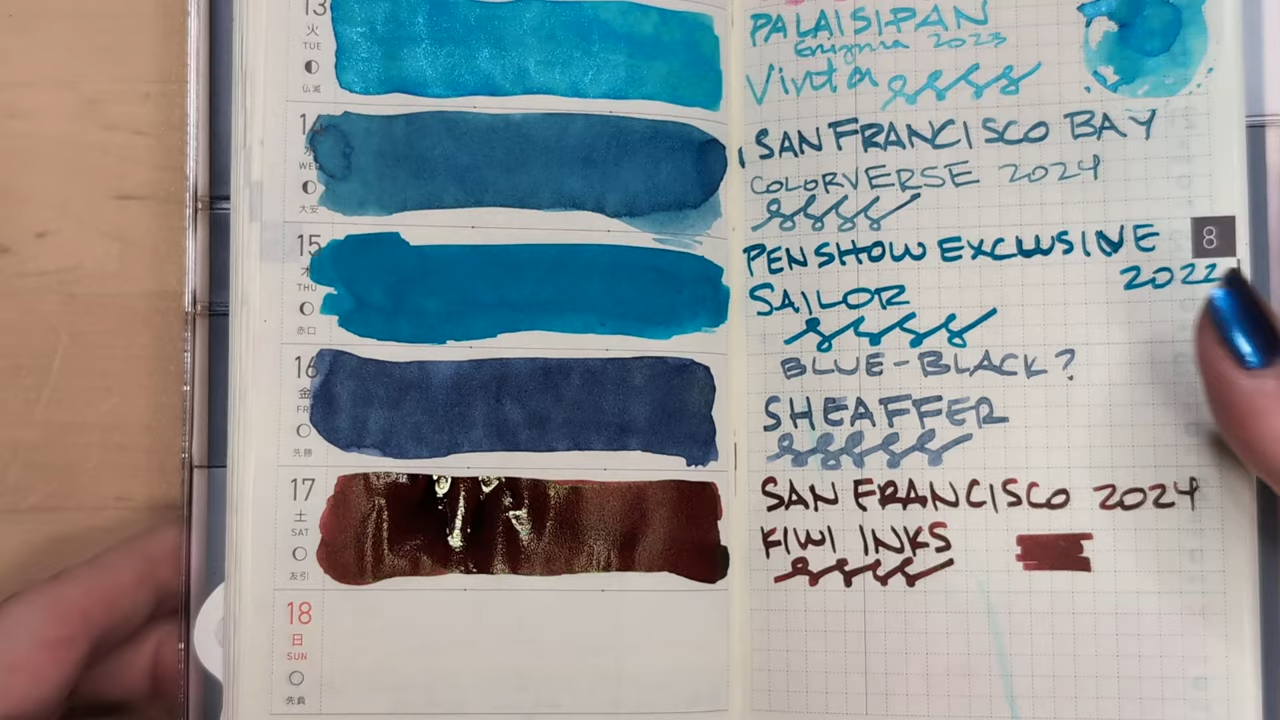 13
火
TUE
仏滅
PALAISIPAN
Enigma 2023
Vinta
14
WED
大安
SAN FRANCISCO BAY
COLORVERSE 2024
15
木
THU
赤口
PENSHOW EXCLUSIVE
2022
SAILOR
8
16
金
FRI
先勝
BLUE-BLACK?
SHEAFFER
17
土
SAT
友引
SAN FRANCISCO 2024
KIWI INKS
18
日
SUN
先負